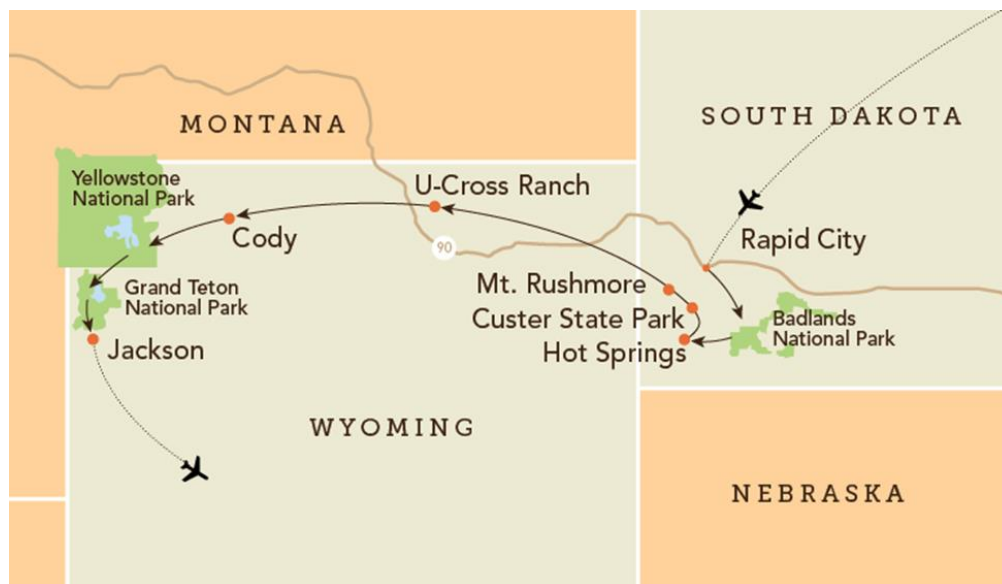 MONTANA
SOUTH DAKOTA
Yellowstone
National Park
U-Cross Ranch
Cody
90
Rapid City
Grand Teton
National Park
Mt. Rushmore
Custer State Park
Hot Springs
Badlands
National Park
Jackson
WYOMING
NEBRASKA